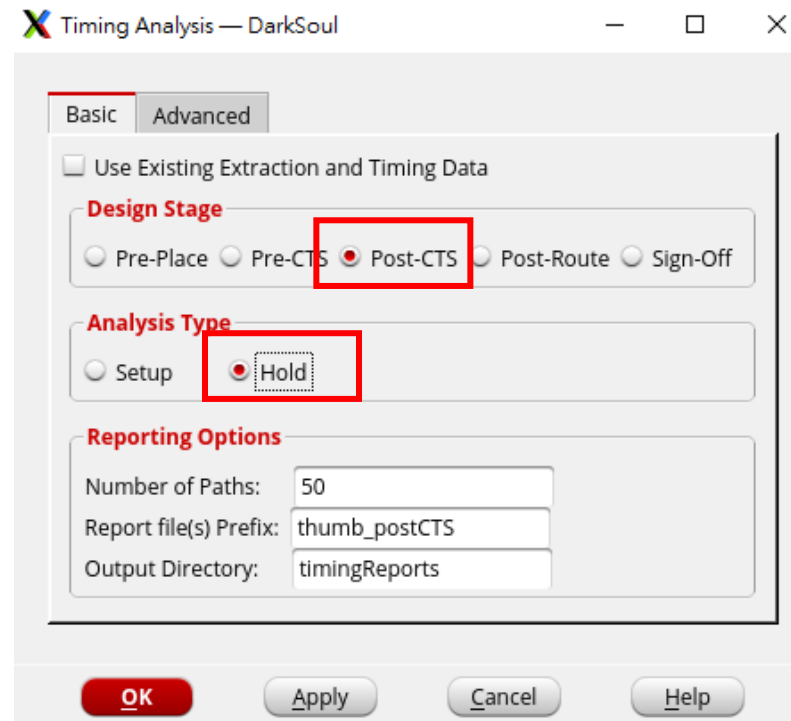 Timing Analysis — DarkSoul
Basic Advanced
Use Existing Extraction and Timing Data
Design Stage
Pre-Place Pre-CTS Post-CTS Post-Route Sign-Off
Analysis Type
Setup Hold
Reporting Options
Number of Paths: 50
Report file(s) Prefix: thumb_postCTS
Output Directory: timingReports
OK Apply Cancel Help